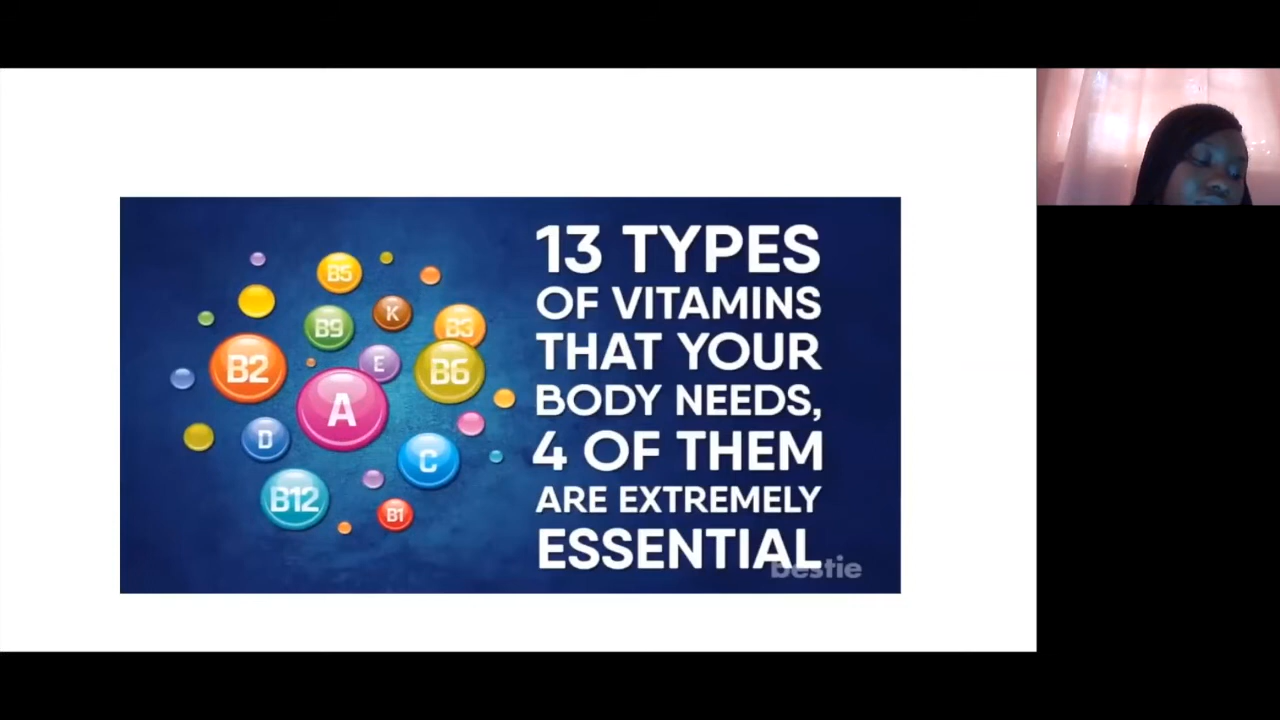 B5
K
B9
B3
E
B2
B6
A
D
C
B12
B1
13 TYPES
OF VITAMINS
THAT YOUR
BODY NEEDS,
4 OF THEM
ARE EXTREMELY
ESSENTIAL
bestie